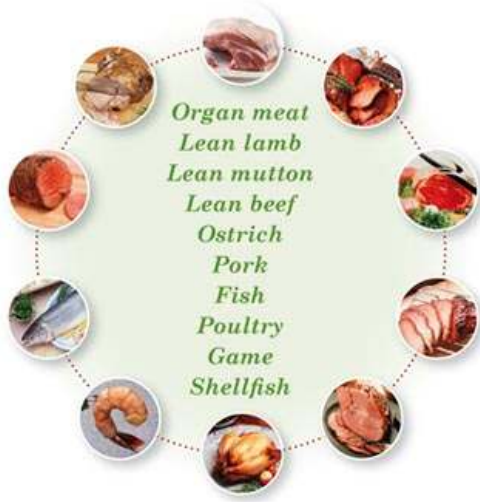 Organ meat
Lean lamb
Lean mutton
Lean beef
Ostrich
Pork
Fish
Poultry
Game
Shellfish